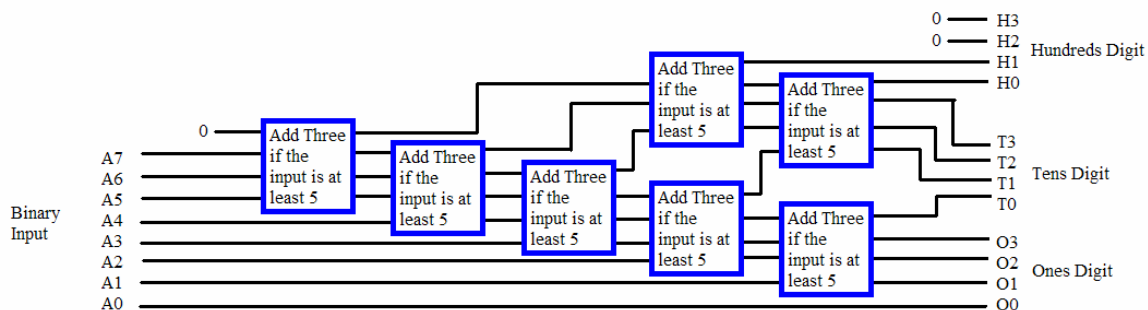 0
H3
0
H2
Hundreds Digit
H1
H0
Add Three
if the
input is at
least 5
Add Three
if the
input is at
least 5
Add Three
if the
input is at
least 5
Add Three
if the
input is at
least 5
Add Three
if the
input is at
least 5
Add Three
if the
input is at
least 5
Add Three
if the
input is at
least 5
0
A7
A6
A5
A4
A3
A2
A1
A0
Binary
Input
T3
T2
T1
T0
Tens Digit
O3
O2
O1
O0
Ones Digit